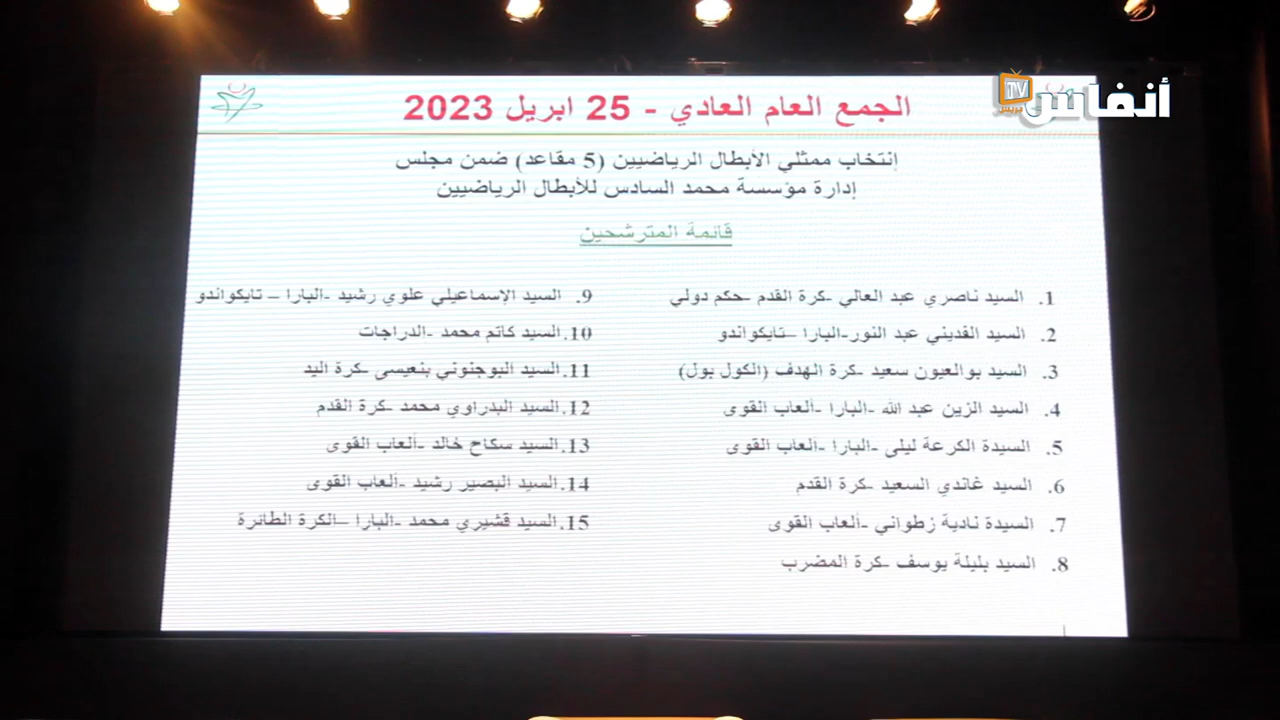 الجمع العام العادي - 25 ابريل 2023
أنفاس
TV
بريس
إنتخاب ممثلي الأبطال الرياضيين (5 مقاعد) ضمن مجلس
إدارة مؤسسة محمد السادس للأبطال الرياضيين
قائمة المترشحين
1. السيد ناصري عبد العالي -كرة القدم -حكم دولي
2. السيد الفديني عبد النور-البارا –تايكواندو
3. السيد بوالعيون سعيد -كرة الهدف (الكول بول)
4. السيد الزين عبد الله -البارا -ألعاب القوى
5. السيدة الكرعة ليلى -البارا -العاب القوى
6. السيد غاندي السعيد -كرة القدم
7. السيدة نادية زطواني -ألعاب القوى
8. السيد بليلة يوسف -كرة المضرب
9. السيد الإسماعيلي علوي رشيد -البارا – تايكواندو
10. السيد كاتم محمد -الدراجات
11. السيد البوجنوني بنعيسى -كرة اليد
12. السيد البدراوي محمد -كرة القدم
13. السيد سكاح خالد -ألعاب القوى
14. السيد البصير رشيد -ألعاب القوى
15. السيد قشيري محمد -البارا –الكرة الطائرة